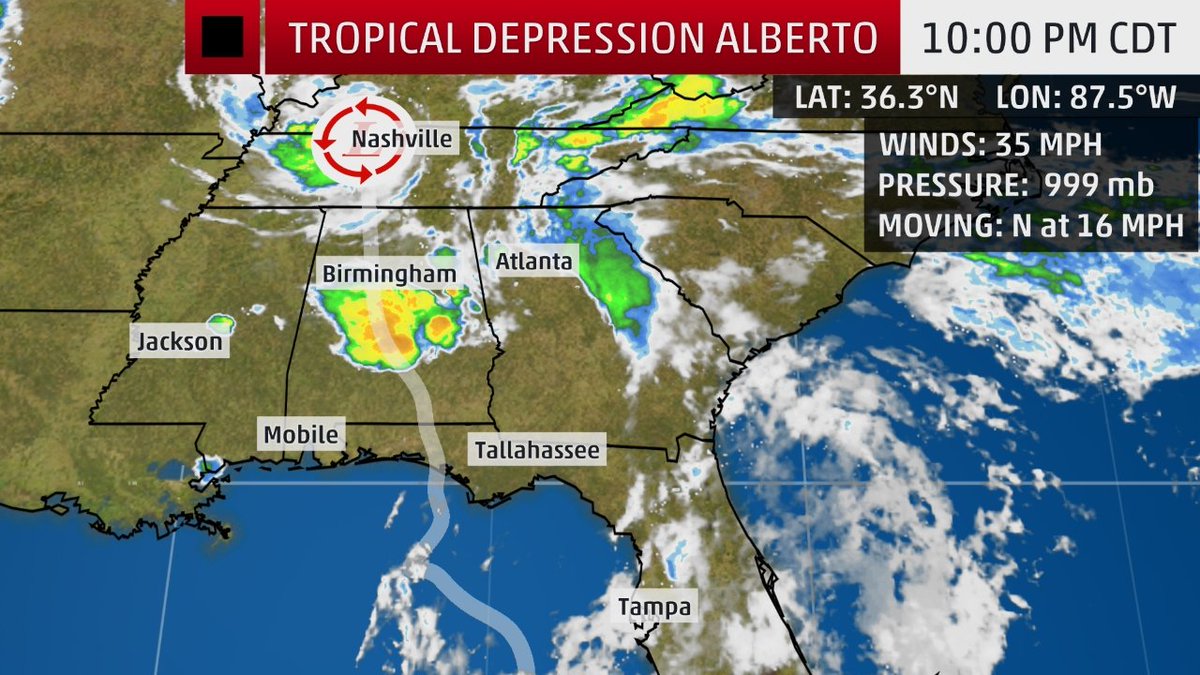 TROPICAL DEPRESSION ALBERTO
10:00 PM CDT
LAT: 36.3°N LON: 87.5°W
WINDS: 35 MPH
PRESSURE: 999 mb
MOVING: N at 16 MPH
L
Nashville
Birmingham
Atlanta
Jackson
Mobile
Tallahassee
Tampa